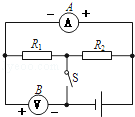 A
− A +
R₁ R₂
S
B
+ V −